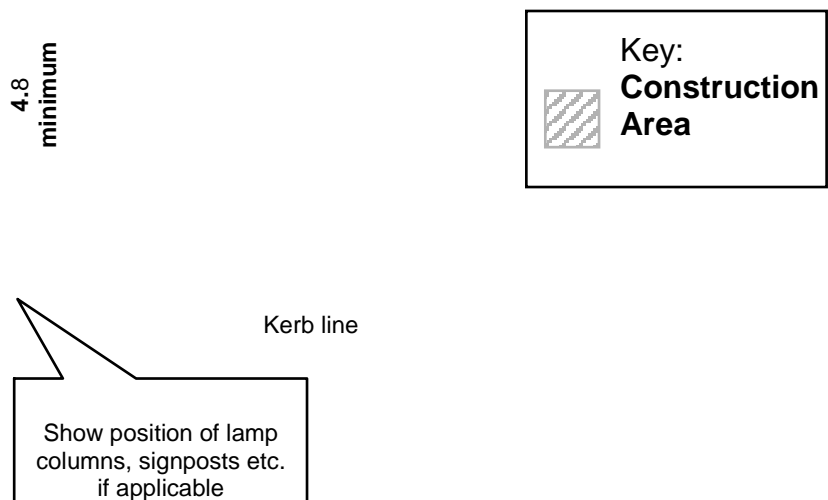 4.8
minimum
Key:
Construction
Area
Kerb line
Show position of lamp
columns, signposts etc.
if applicable